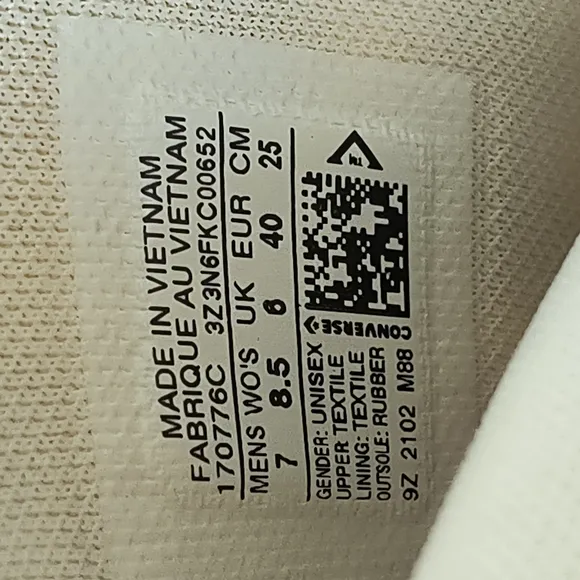 MADE IN VIETNAM
FABRIQUE AU VIETNAM
170776C 3Z3N6FKC00652
MENS WO'S UK EUR CM
7 8.5 6 40 25
GENDER: UNISEX
UPPER: TEXTILE
LINING: TEXTILE
OUTSOLE: RUBBER
9Z 2102 M88
CONVERSE
TM